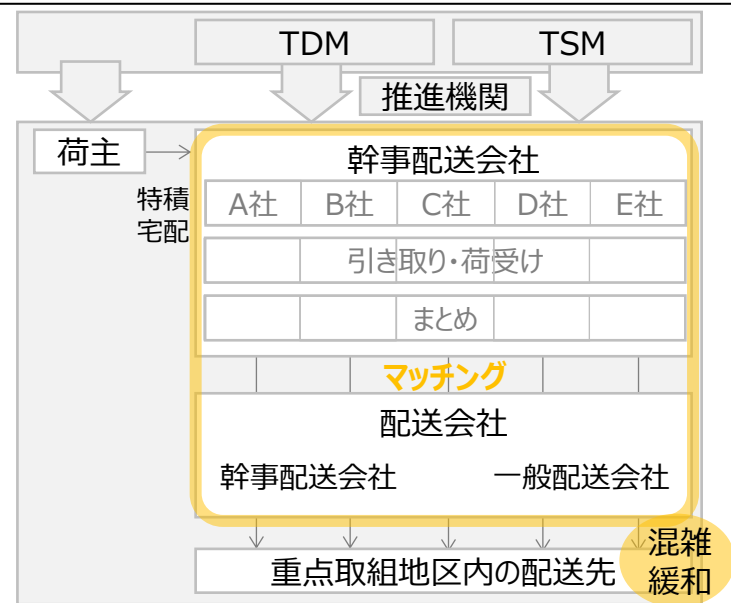 TDM
TSM
推進機関
荷主
特積
宅配
幹事配送会社
A社
B社
C社
D社
E社
引き取り・荷受け
まとめ
マッチング
配送会社
幹事配送会社
一般配送会社
重点取組地区内の配送先
混雑
緩和